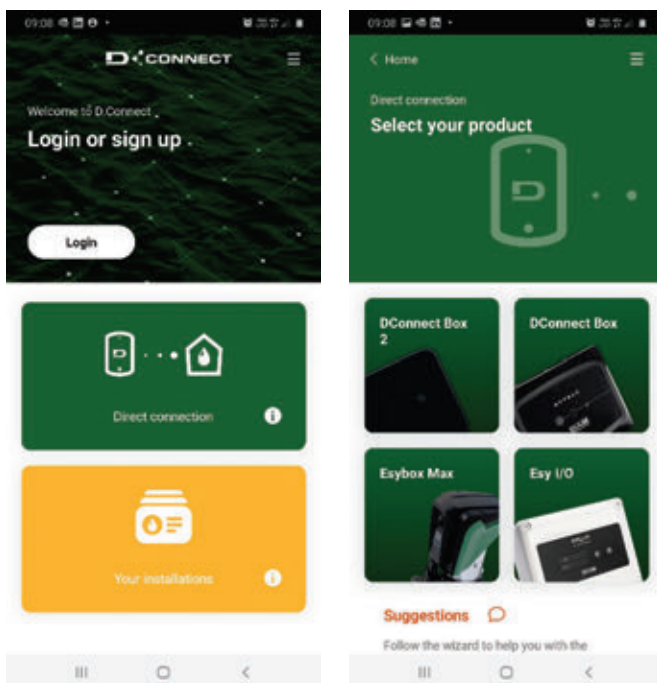 09:08
D CONNECT
Welcome to D.Connect
Login or sign up
Login
Direct connection
Your installations
09:08
Home
Direct connection
Select your product
DConnect Box
2
DConnect Box
Esybox Max
Esy I/O
Suggestions
Follow the wizard to help you with the